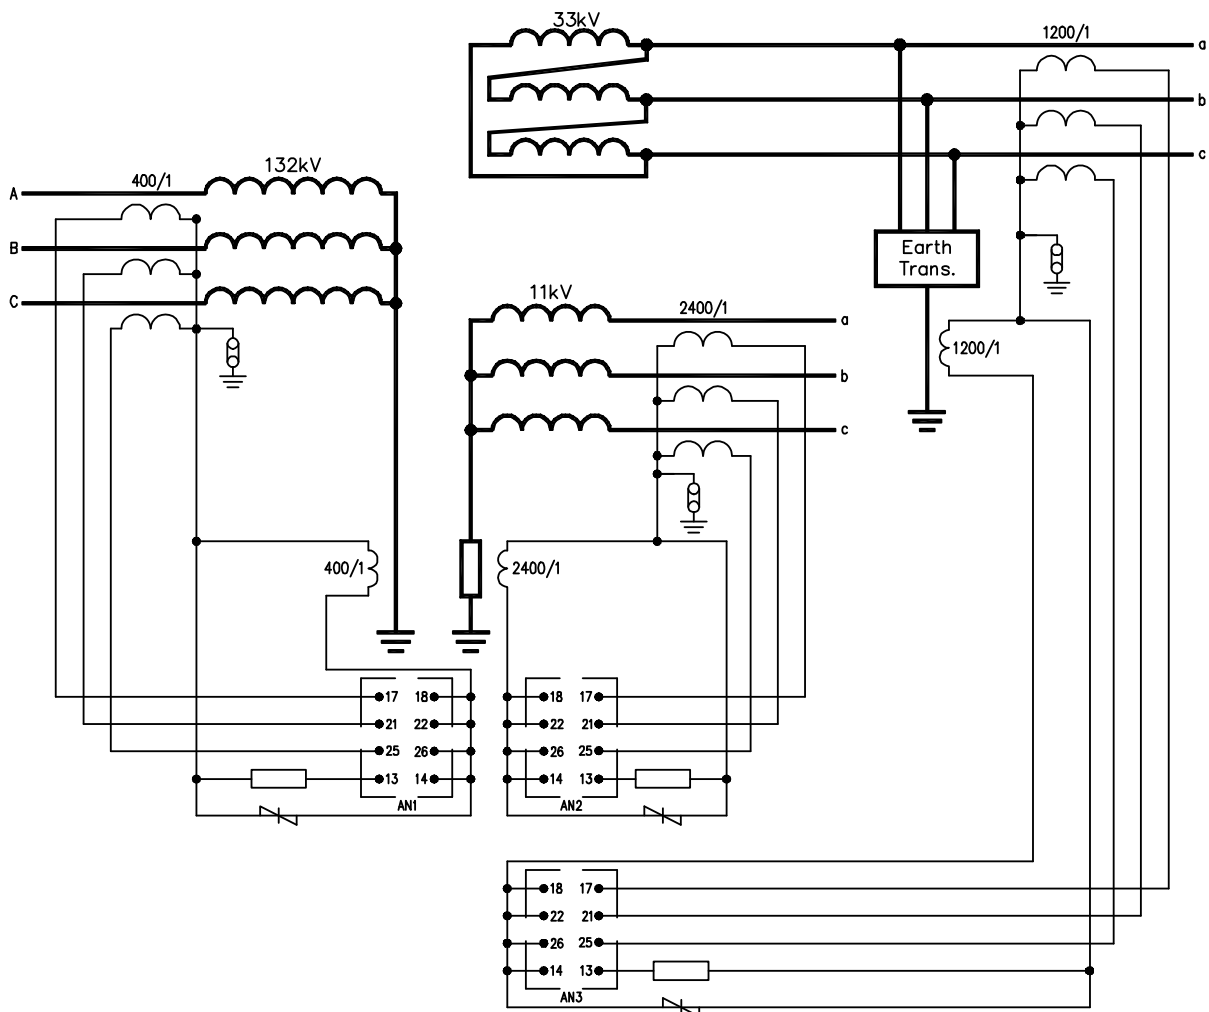 33kV
1200/1
a
b
c
132kV
400/1
A
B
C
Earth
Trans.
11kV
2400/1
a
1200/1
b
c
400/1
2400/1
17 18
21 22
25 26
13 14
AN1
18 17
22 21
26 25
14 13
AN2
18 17
22 21
26 25
14 13
AN3